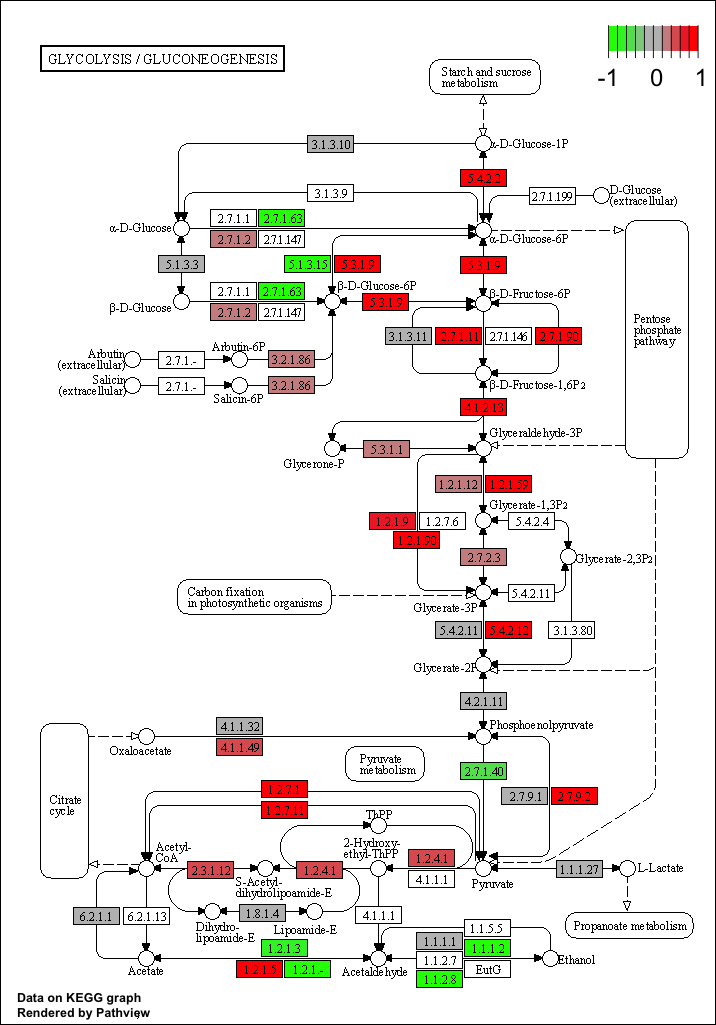 GLYCOLYSIS / GLUCONEOGENESIS
-1 0 1
Starch and sucrose
metabolism
3.1.3.10
α-D-Glucose-1P
5.4.2.2
3.1.3.9
2.7.1.199
D-Glucose
(extracellular)
2.7.1.1 2.7.1.63
α-D-Glucose
2.7.1.2 2.7.1.147
α-D-Glucose-6P
5.1.3.3
5.1.3.15 5.3.1.9
5.3.1.9
2.7.1.1 2.7.1.63
β-D-Glucose
2.7.1.2 2.7.1.147
β-D-Glucose-6P
5.3.1.9
β-D-Fructose-6P
Pentose
phosphate
pathway
3.1.3.11 2.7.1.11 2.7.1.146 2.7.1.90
Arbutin
(extracellular)
2.7.1.-
Arbutin-6P
3.2.1.86
Salicin
(extracellular)
2.7.1.-
Salicin-6P
3.2.1.86
β-D-Fructose-1,6P2
4.1.2.13
Glyceraldehyde-3P
Glycerone-P
5.3.1.1
1.2.1.12 1.2.1.59
Glycerate-1,3P2
1.2.1.9 1.2.7.6
5.4.2.4
1.2.1.90
2.7.2.3
Glycerate-2,3P2
Carbon fixation
in photosynthetic organisms
5.4.2.11
Glycerate-3P
5.4.2.11 5.4.2.12
3.1.3.80
Glycerate-2P
4.2.1.11
4.1.1.32
Oxaloacetate
4.1.1.49
Phosphoenolpyruvate
Pyruvate
metabolism
2.7.1.40
Citrate
cycle
1.2.7.1
1.2.7.11
2.7.9.1 2.7.9.2
ThPP
Acetyl-
CoA
2-Hydroxy-
ethyl-ThPP
2.3.1.12
1.2.4.1
1.2.4.1
4.1.1.1
S-Acetyl-
dihydrolipoamide-E
Pyruvate
1.1.1.27
L-Lactate
6.2.1.1 6.2.1.13
1.8.1.4
Dihydro-
lipoamide-E
Lipoamide-E
4.1.1.1
Propanoate metabolism
1.2.1.3
1.2.1.5 1.2.1.-
Acetate
Acetaldehyde
1.1.5.5
1.1.1.1 1.1.1.2
1.1.2.7 EutG
1.1.2.8
Ethanol
Data on KEGG graph
Rendered by Pathview